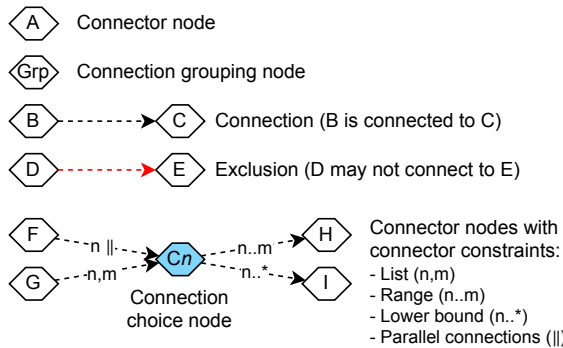 A Connector node
Grp Connection grouping node
B C Connection (B is connected to C)
D E Exclusion (D may not connect to E)
F n || Cn n..m H
G n,m n..* I
Connection
choice node
Connector nodes with
connector constraints:
- List (n,m)
- Range (n..m)
- Lower bound (n..*)
- Parallel connections (||)